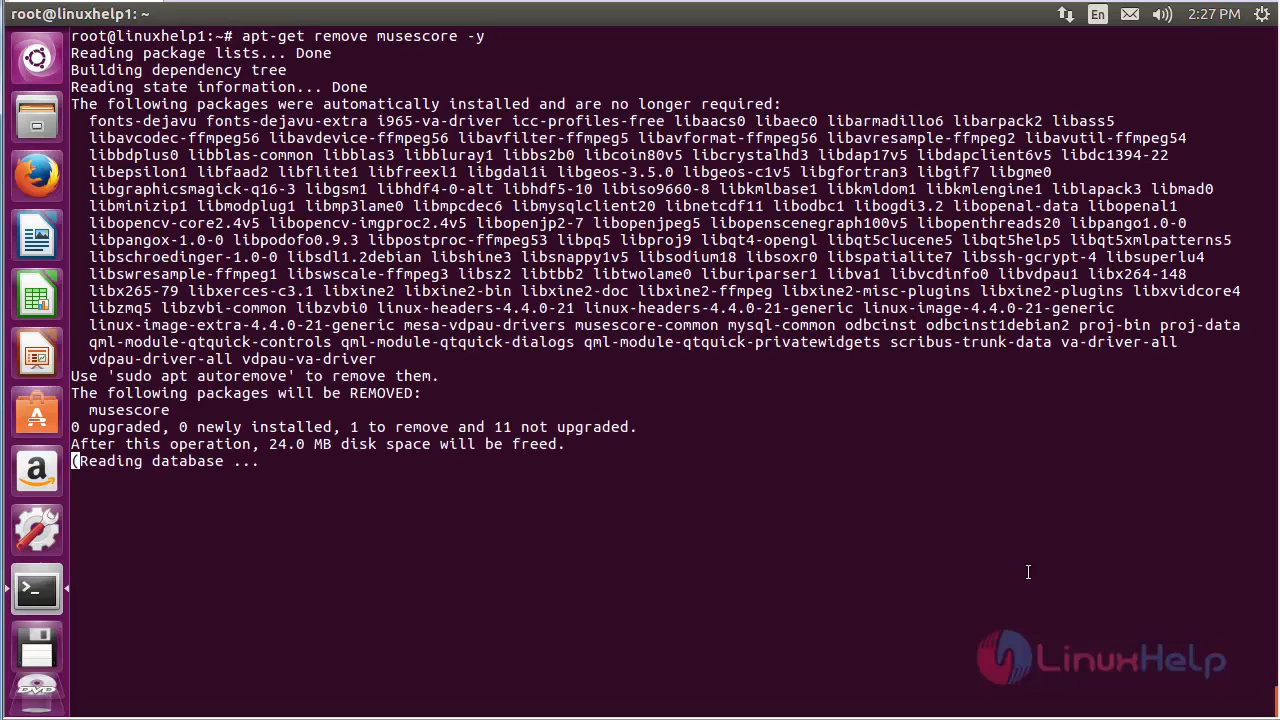 root@linuxhelp1: ~
En
2:27 PM
root@linuxhelp1:~# apt-get remove musescore -y
Reading package lists... Done
Building dependency tree
Reading state information... Done
The following packages were automatically installed and are no longer required:
fonts-dejavu fonts-dejavu-extra i965-va-driver icc-profiles-free libaacs0 libaec0 libarmadillo6 libarpack2 libass5
libavcodec-ffmpeg56 libavdevice-ffmpeg56 libavfilter-ffmpeg5 libavformat-ffmpeg56 libavresample-ffmpeg2 libavutil-ffmpeg54
libbdplus0 libblas-common libblas3 libbluray1 libbs2b0 libcoin80v5 libcrystalhd3 libdap17v5 libdapclient6v5 libdc1394-22
libepsilon1 libfaad2 libflite1 libfreexl1 libgdal1i libgeos-3.5.0 libgeos-c1v5 libgfortran3 libgif7 libgme0
libgraphicsmagick-q16-3 libgsm1 libhdf4-0-alt libhdf5-10 libiso9660-8 libkmlbase1 libkmldom1 libkmlengine1 liblapack3 libmad0
libminizip1 libmodplug1 libmp3lame0 libmpcdec6 libmysqlclient20 libnetcdf11 libodbc1 libogdi3.2 libopenal-data libopenal1
libopencv-core2.4v5 libopencv-imgproc2.4v5 libopenjp2-7 libopenjpeg5 libopenscenegraph100v5 libopenthreads20 libpango1.0-0
libpangox-1.0-0 libpodofo0.9.3 libpostproc-ffmpeg53 libpq5 libproj9 libqt4-opengl libqt5clucene5 libqt5help5 libqt5xmlpatterns5
libschroedinger-1.0-0 libsdl1.2debian libshine3 libsnappy1v5 libsodium18 libsoxr0 libspatialite7 libssh-gcrypt-4 libsuperlu4
libswresample-ffmpeg1 libswscale-ffmpeg3 libsz2 libtbb2 libtwolame0 liburiparser1 libva1 libvcdinfo0 libvdpau1 libx264-148
libx265-79 libxerces-c3.1 libxine2 libxine2-bin libxine2-doc libxine2-ffmpeg libxine2-misc-plugins libxine2-plugins libxvidcore4
libzmq5 libzvbi-common libzvbi0 linux-headers-4.4.0-21 linux-headers-4.4.0-21-generic linux-image-4.4.0-21-generic
linux-image-extra-4.4.0-21-generic mesa-vdpau-drivers musescore-common mysql-common odbcinst odbcinst1debian2 proj-bin proj-data
qml-module-qtquick-controls qml-module-qtquick-dialogs qml-module-qtquick-privatewidgets scribus-trunk-data va-driver-all
vdpau-driver-all vdpau-va-driver
Use 'sudo apt autoremove' to remove them.
The following packages will be REMOVED:
musescore
0 upgraded, 0 newly installed, 1 to remove and 11 not upgraded.
After this operation, 24.0 MB disk space will be freed.
(Reading database ...
DVD
LinuxHelp